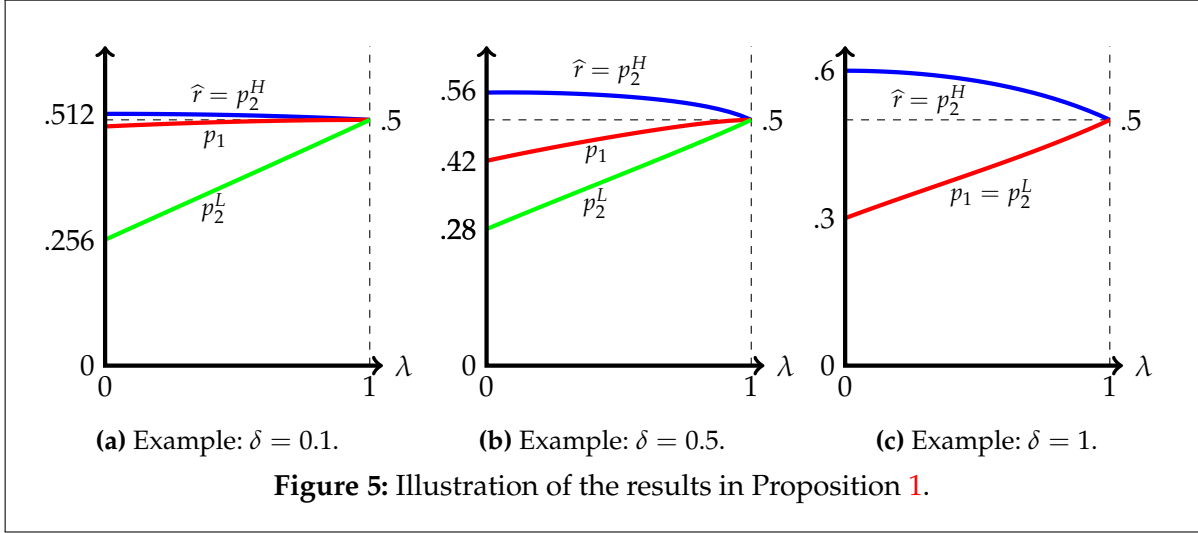 .512
r̂ = p₂ᴴ
p₁
p₂ᴸ
.256
.5
0
0
1
λ
.56
r̂ = p₂ᴴ
.42
p₁
p₂ᴸ
.28
.5
0
0
1
λ
.6
r̂ = p₂ᴴ
.5
p₁ = p₂ᴸ
.3
0
0
1
λ
(a) Example: δ = 0.1.
(b) Example: δ = 0.5.
(c) Example: δ = 1.
Figure 5: Illustration of the results in Proposition 1.